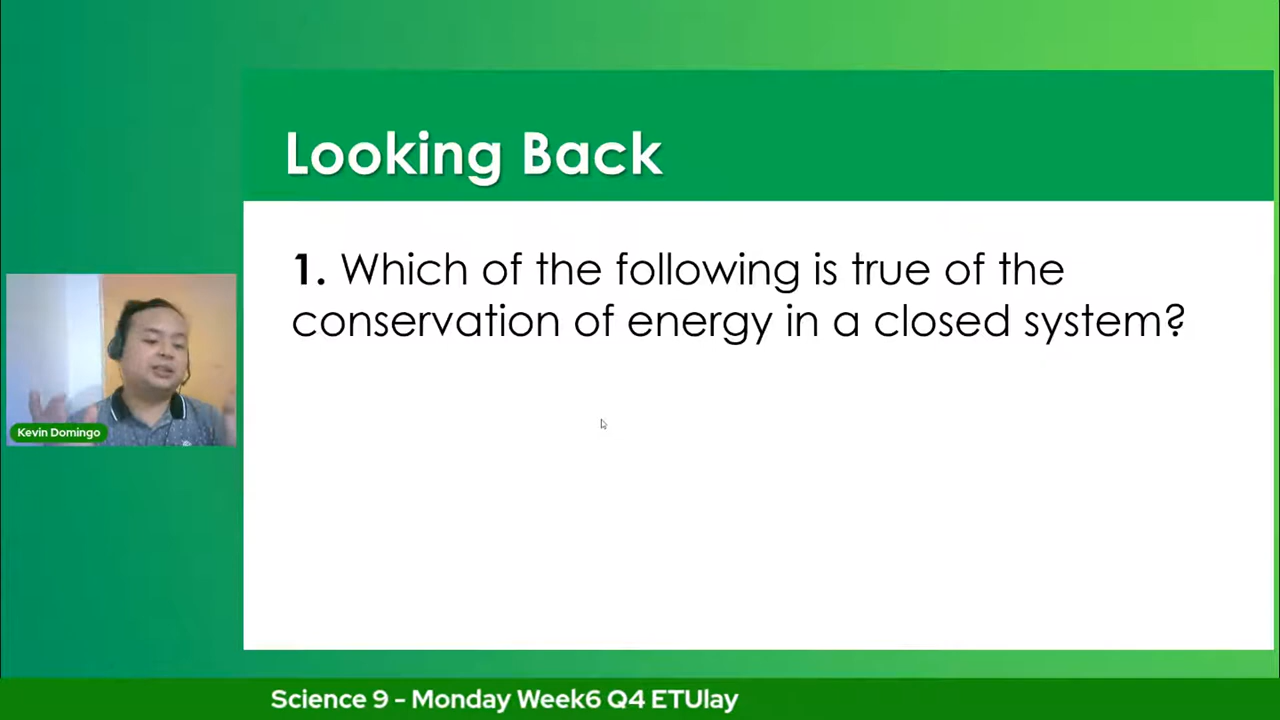 Looking Back
1. Which of the following is true of the
conservation of energy in a closed system?
Kevin Domingo
Science 9 - Monday Week6 Q4 ETUlay